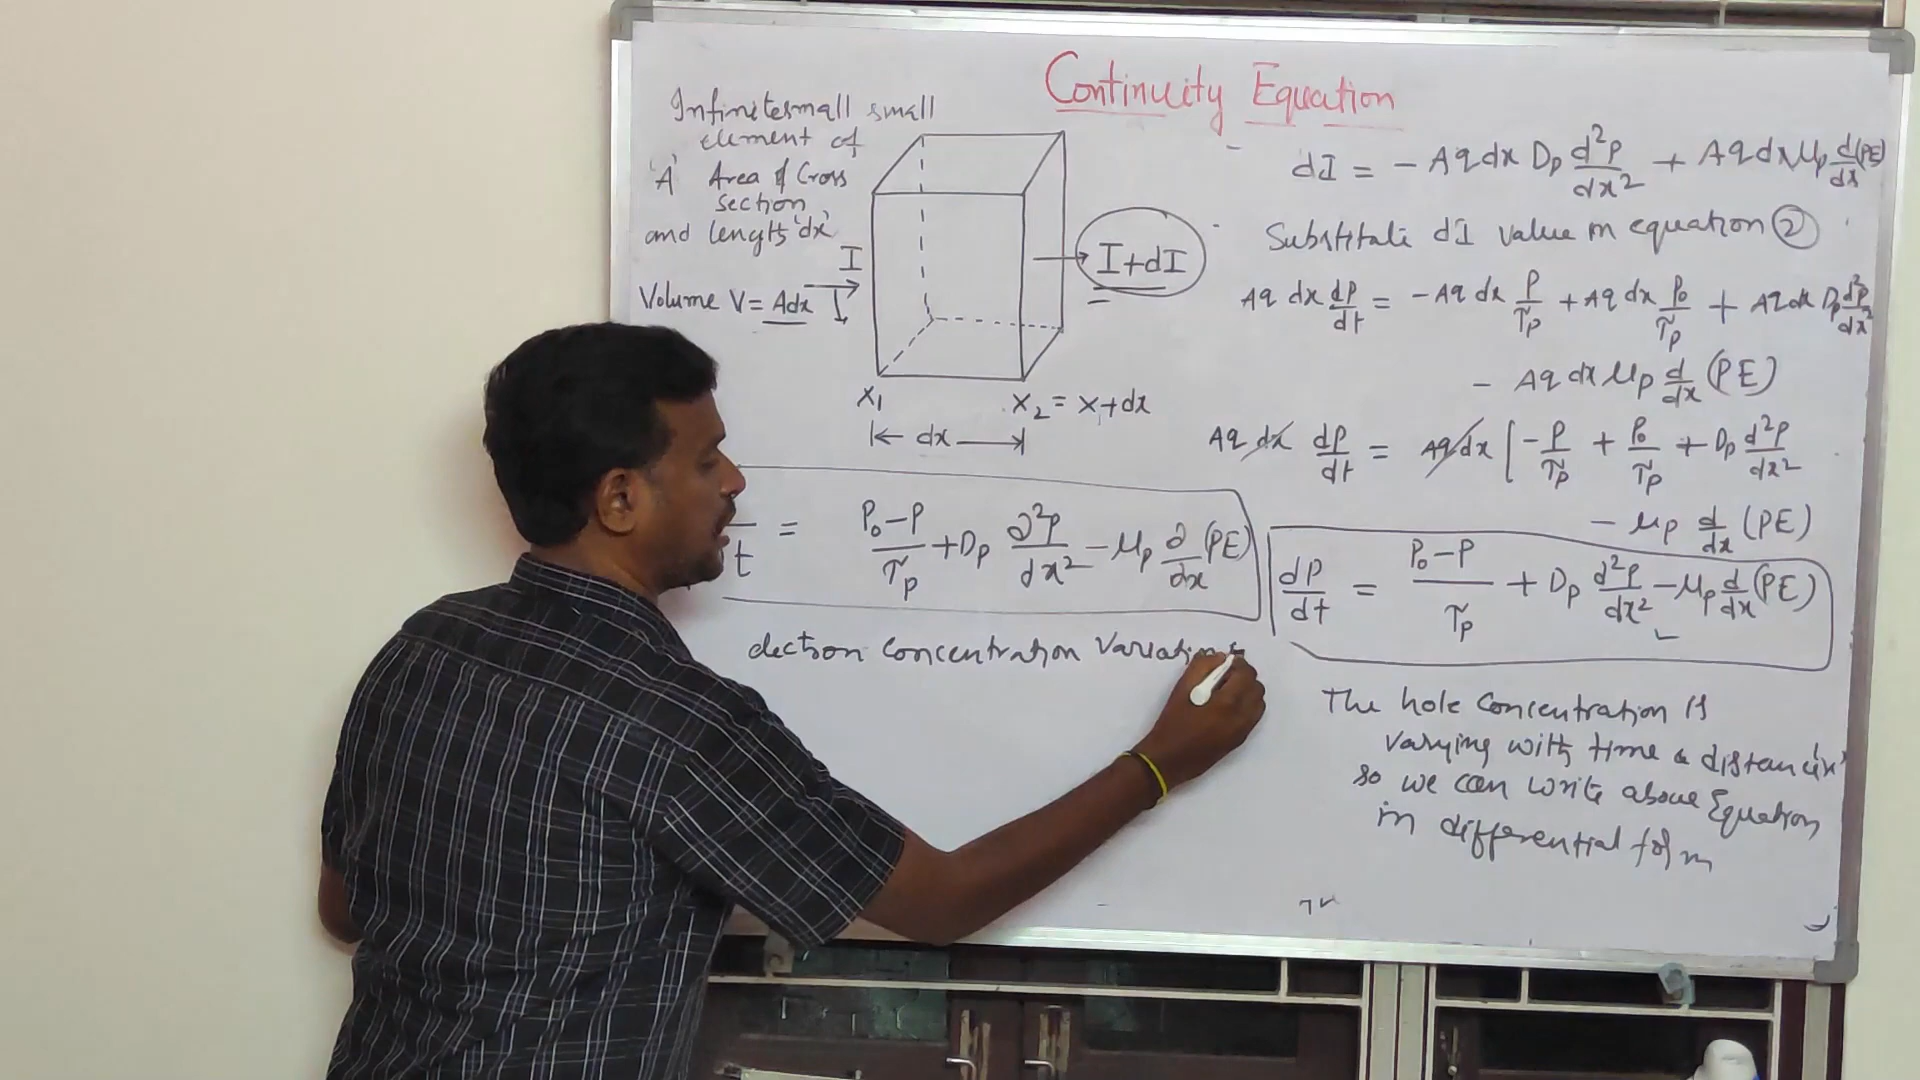 Continuity Equation
Infinitesmall small
element of
'A' Area of Cross
section
and length 'dx'
Volume V = Adx
I
I+dI
x₁
x₂ = x+dx
dx
dI = - Aq dx Dp d²p/dx² + Aq dx μp d/dx (PE)
Substitute dI value in equation ②
Aq dx dp/dt = - Aq dx P/τp + Aq dx P₀/τp + Aq dx Dp d²p/dx²
- Aq dx μp d/dx (PE)
Aq dx dp/dt = Aq dx [ -P/τp + P₀/τp + Dp d²p/dx²
- μp d/dx (PE)
dp/dt = P₀-P/τp + Dp d²p/dx² - μp d/dx (PE)
The hole concentration is
varying with time & distance 'x'
so we can write above Equation
in differential form
t = P₀-P/τp + Dp ∂²p/dx² - μp ∂/dx (PE)
electron concentration variation